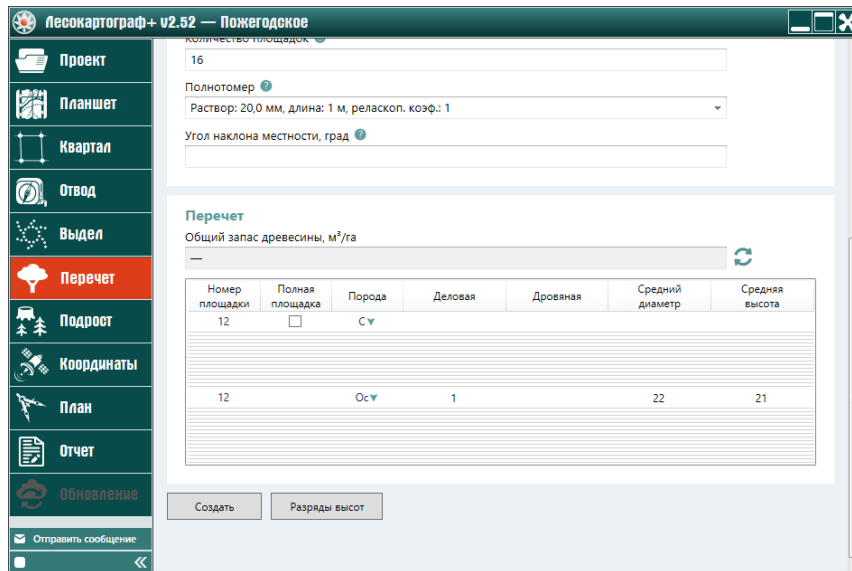 Лесокартограф+ v2.52 — Пожегодское
Проект
Планшет
Квартал
Отвод
Выдел
Перечет
Подрост
Координаты
План
Отчет
Обновление
Отправить сообщение
Количество площадок
16
Полнотомер
Раствор: 20,0 мм, длина: 1 м, реласкоп. коэф.: 1
Угол наклона местности, град
Перечет
Общий запас древесины, м³/га
—
Номер площадки Полная площадка Порода Деловая Дровяная Средний диаметр Средняя высота
12 С
12 Ос 1 22 21
Создать Разряды высот